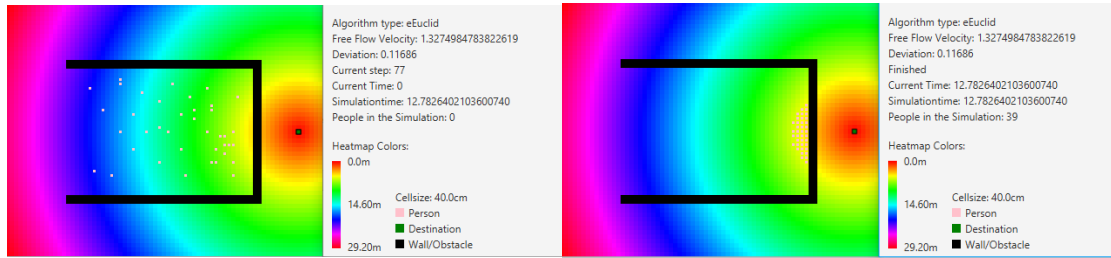 Algorithm type: eEuclid
Free Flow Velocity: 1.3274984783822619
Deviation: 0.11686
Current step: 77
Current Time: 0
Simulationtime: 12.7826402103600740
People in the Simulation: 0
Heatmap Colors:
0.0m
14.60m
29.20m
Cellsize: 40.0cm
Person
Destination
Wall/Obstacle
Algorithm type: eEuclid
Free Flow Velocity: 1.3274984783822619
Deviation: 0.11686
Finished
Current Time: 12.7826402103600740
Simulationtime: 12.7826402103600740
People in the Simulation: 39
Heatmap Colors:
0.0m
14.60m
29.20m
Cellsize: 40.0cm
Person
Destination
Wall/Obstacle